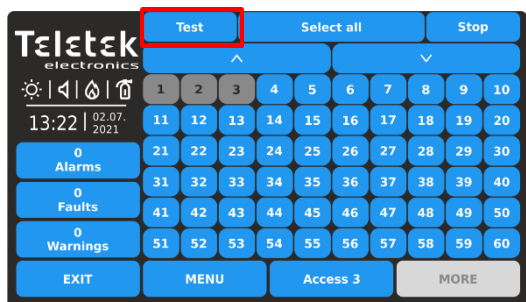 Test Select all Stop
Teletek
electronics
1 2 3 4 5 6 7 8 9 10
13:22 02.07.2021
11 12 13 14 15 16 17 18 19 20
0
Alarms
21 22 23 24 25 26 27 28 29 30
31 32 33 34 35 36 37 38 39 40
0
Faults
41 42 43 44 45 46 47 48 49 50
0
Warnings
51 52 53 54 55 56 57 58 59 60
EXIT MENU Access 3 MORE